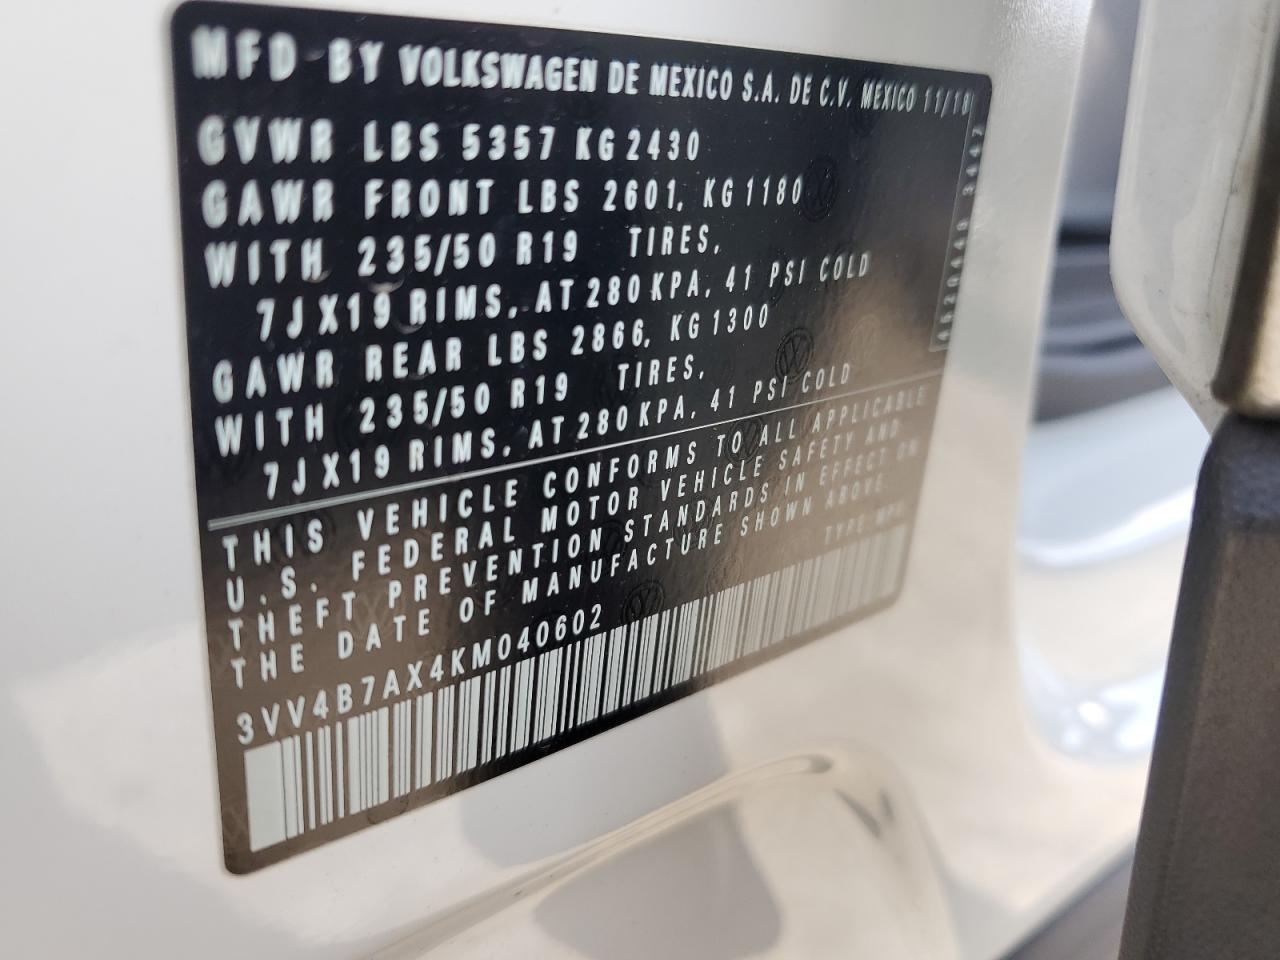 MFD BY VOLKSWAGEN DE MEXICO S.A. DE C.V. MEXICO 11/18
GVWR LBS 5357 KG 2430
GAWR FRONT LBS 2601, KG 1180
WITH 235/50 R19 TIRES,
7JX19 RIMS, AT 280 KPA, 41 PSI COLD
GAWR REAR LBS 2866, KG 1300
WITH 235/50 R19 TIRES,
7JX19 RIMS, AT 280 KPA, 41 PSI COLD
THIS VEHICLE CONFORMS TO ALL APPLICABLE
U.S. FEDERAL MOTOR VEHICLE SAFETY AND
THEFT PREVENTION STANDARDS IN EFFECT ON
THE DATE OF MANUFACTURE SHOWN ABOVE
TYPE: MPV
3VV4B7AX4KM040602